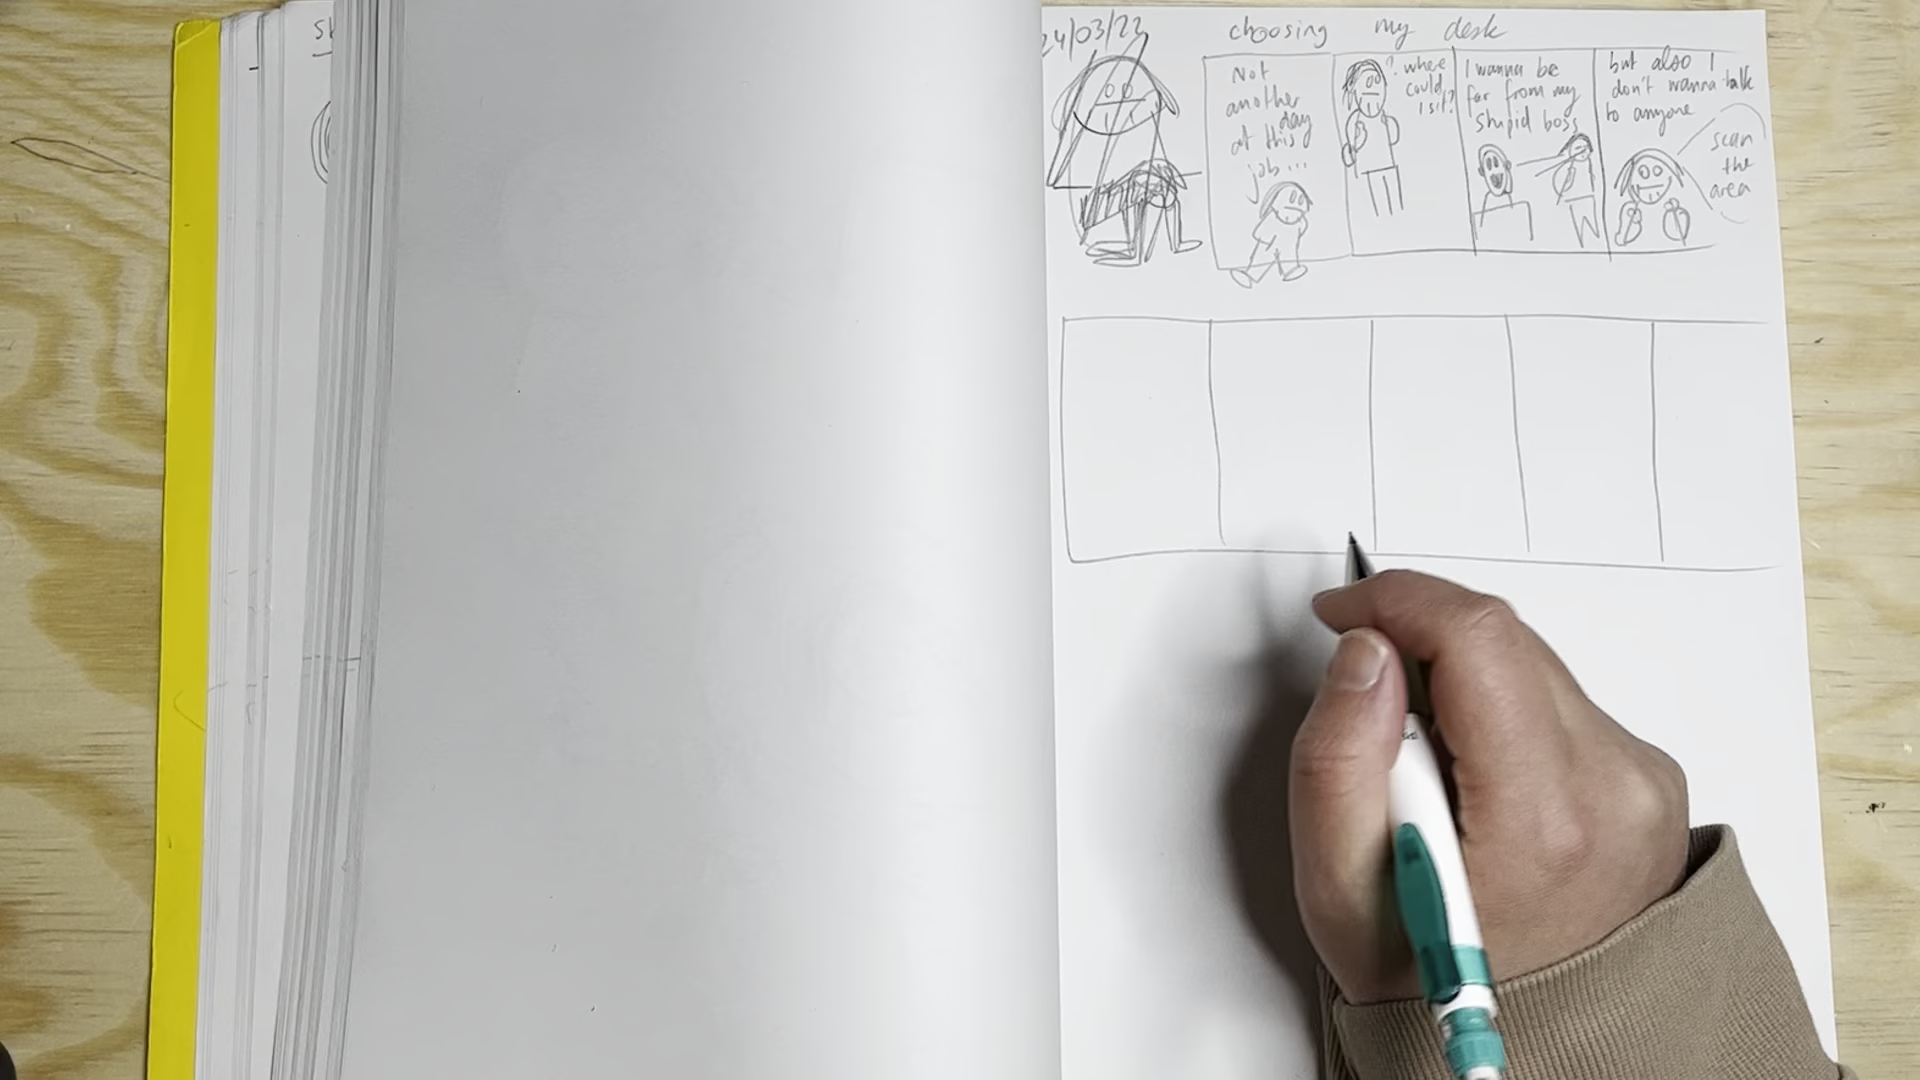 24/03/23
choosing my desk
Not
another
day
at this
job...
? where
could
I sit?
I wanna be
far from my
stupid boss
but also I
don't wanna talk
to anyone
scan
the
area